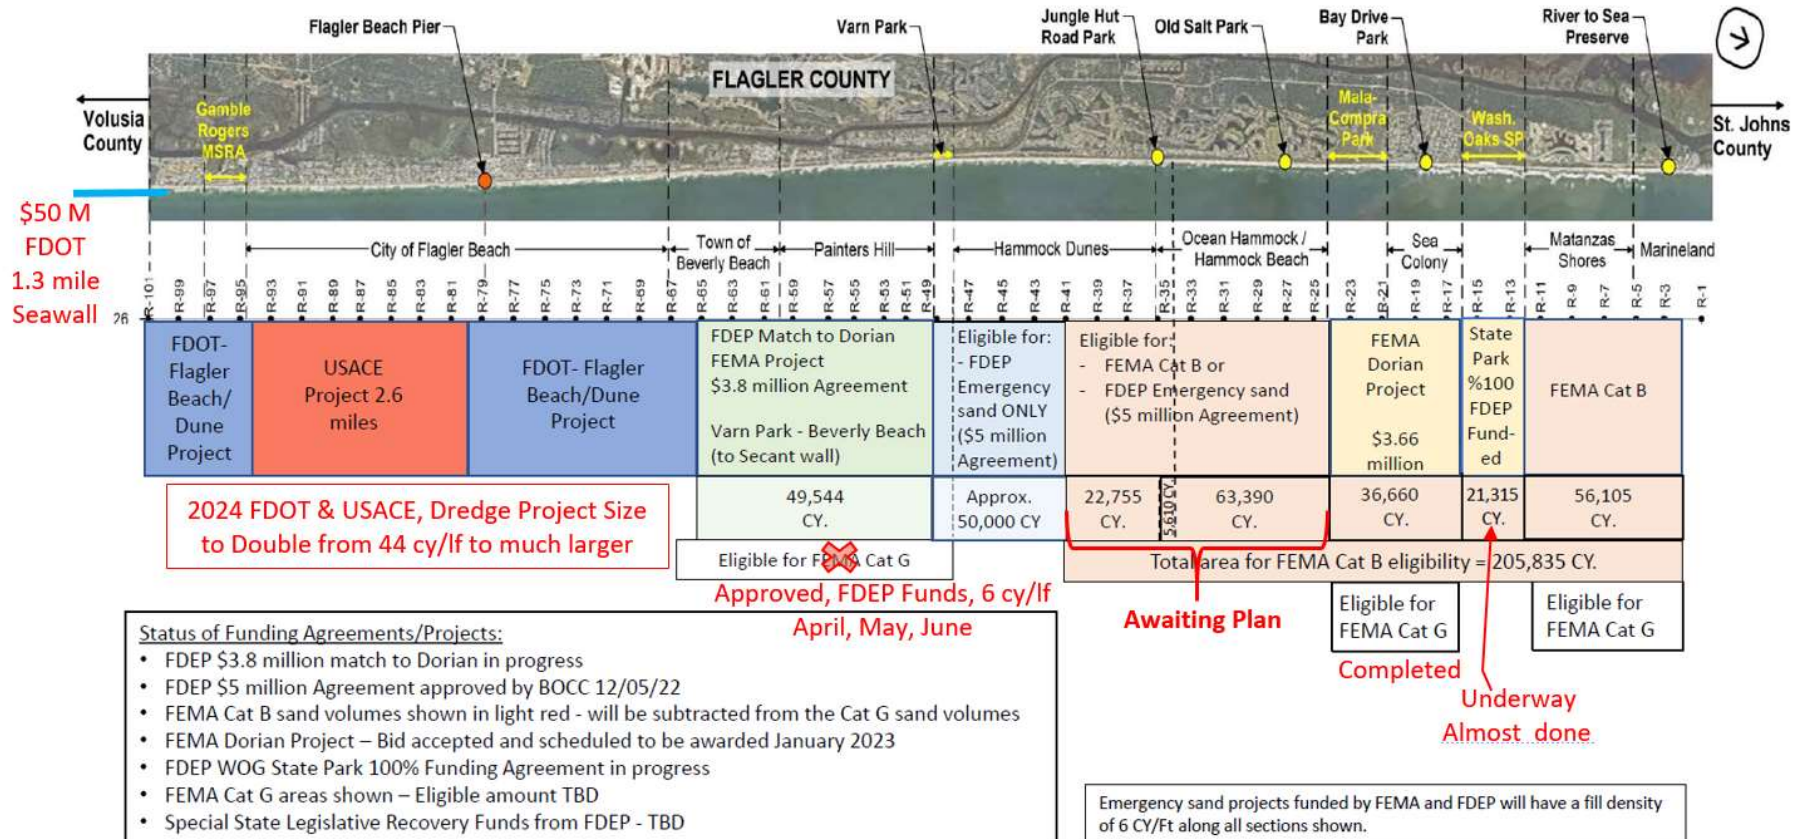 Flagler Beach Pier
Varn Park
Jungle Hut
Road Park
Old Salt Park
Bay Drive
Park
River to Sea
Preserve
FLAGLER COUNTY
Volusia
County
Gamble
Rogers
MSRA
Mala-
Compra
Park
Wash.
Oaks SP
St. Johns
County
$50 M
FDOT
1.3 mile
Seawall
City of Flagler Beach
Town of
Beverly Beach
Painters Hill
Hammock Dunes
Ocean Hammock /
Hammock Beach
Sea
Colony
Matanzas
Shores
Marineland
26
R-101
R-99
R-97
R-95
R-93
R-91
R-89
R-87
R-85
R-83
R-81
R-79
R-77
R-75
R-73
R-71
R-69
R-67
R-65
R-63
R-61
R-59
R-57
R-55
R-53
R-51
R-49
R-47
R-45
R-43
R-41
R-39
R-37
R-35
R-33
R-31
R-29
R-27
R-25
R-23
R-21
R-19
R-17
R-15
R-13
R-11
R-9
R-7
R-5
R-3
R-1
FDOT-
Flagler
Beach/
Dune
Project
USACE
Project 2.6
miles
FDOT- Flagler
Beach/Dune
Project
FDEP Match to Dorian
FEMA Project
$3.8 million Agreement
Varn Park - Beverly Beach
(to Secant wall)
Eligible for:
- FDEP
Emergency
sand ONLY
($5 million
Agreement)
Eligible for:
- FEMA Cat B or
- FDEP Emergency sand
($5 million Agreement)
FEMA
Dorian
Project
$3.66
million
State
Park
%100
FDEP
Fund-
ed
FEMA Cat B
49,544
CY.
Approx.
50,000 CY
22,755
CY.
5,610 CY.
63,390
CY.
36,660
CY.
21,315
CY.
56,105
CY.
2024 FDOT & USACE, Dredge Project Size
to Double from 44 cy/lf to much larger
Eligible for FEMA Cat G
Total area for FEMA Cat B eligibility = 205,835 CY.
Approved, FDEP Funds, 6 cy/lf
April, May, June
Awaiting Plan
Eligible for
FEMA Cat G
Eligible for
FEMA Cat G
Completed
Underway
Almost done
Status of Funding Agreements/Projects:
• FDEP $3.8 million match to Dorian in progress
• FDEP $5 million Agreement approved by BOCC 12/05/22
• FEMA Cat B sand volumes shown in light red - will be subtracted from the Cat G sand volumes
• FEMA Dorian Project – Bid accepted and scheduled to be awarded January 2023
• FDEP WOG State Park 100% Funding Agreement in progress
• FEMA Cat G areas shown – Eligible amount TBD
• Special State Legislative Recovery Funds from FDEP - TBD
Emergency sand projects funded by FEMA and FDEP will have a fill density
of 6 CY/Ft along all sections shown.